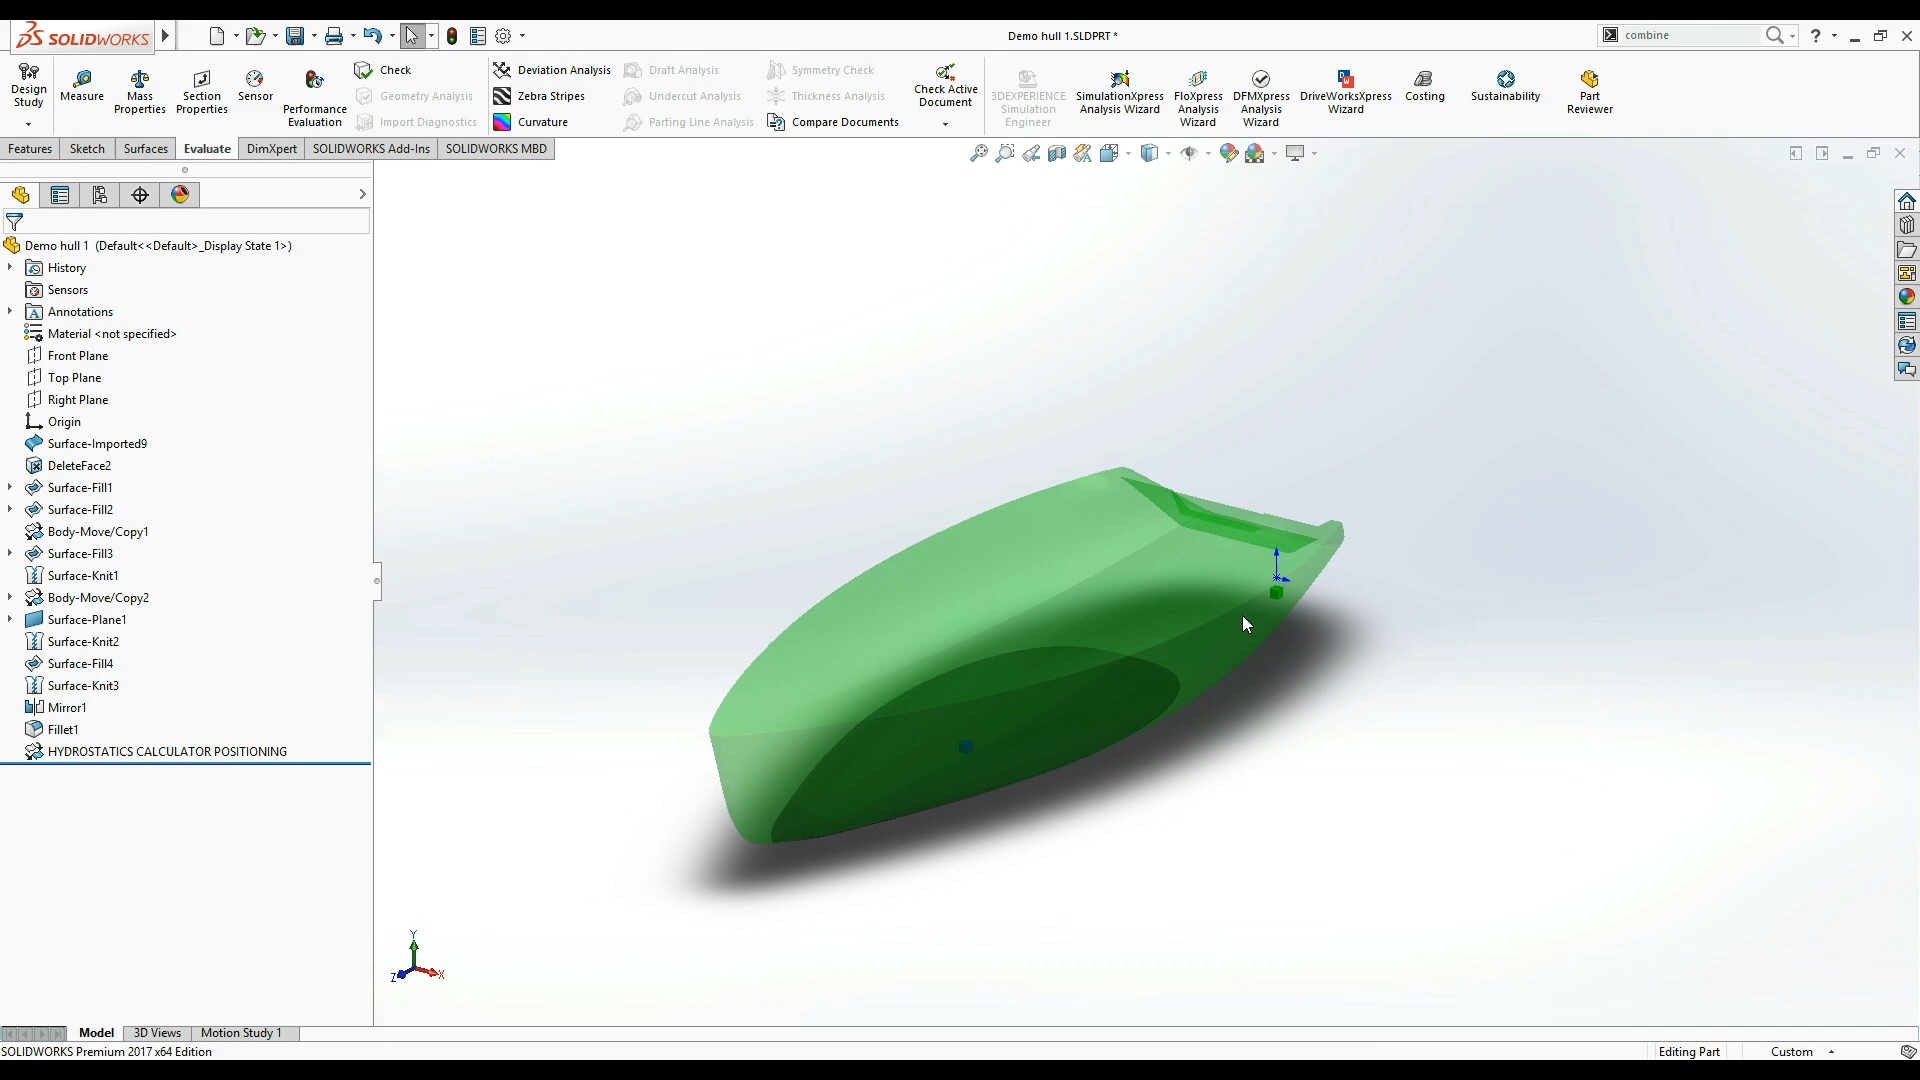 SOLIDWORKS
Demo hull 1.SLDPRT *
combine
?
Design Study
Measure
Mass Properties
Section Properties
Sensor
Performance Evaluation
Check
Geometry Analysis
Import Diagnostics
Deviation Analysis
Zebra Stripes
Curvature
Draft Analysis
Undercut Analysis
Parting Line Analysis
Symmetry Check
Thickness Analysis
Compare Documents
Check Active Document
3DEXPERIENCE Simulation Engineer
SimulationXpress Analysis Wizard
FloXpress Analysis Wizard
DFMXpress Analysis Wizard
DriveWorksXpress Wizard
Costing
Sustainability
Part Reviewer
Features
Sketch
Surfaces
Evaluate
DimXpert
SOLIDWORKS Add-Ins
SOLIDWORKS MBD
Demo hull 1 (Default<<Default>_Display State 1>)
History
Sensors
Annotations
Material <not specified>
Front Plane
Top Plane
Right Plane
Origin
Surface-Imported9
DeleteFace2
Surface-Fill1
Surface-Fill2
Body-Move/Copy1
Surface-Fill3
Surface-Knit1
Body-Move/Copy2
Surface-Plane1
Surface-Knit2
Surface-Fill4
Surface-Knit3
Mirror1
Fillet1
HYDROSTATICS CALCULATOR POSITIONING
Y
Z
X
Model
3D Views
Motion Study 1
SOLIDWORKS Premium 2017 x64 Edition
Editing Part
Custom